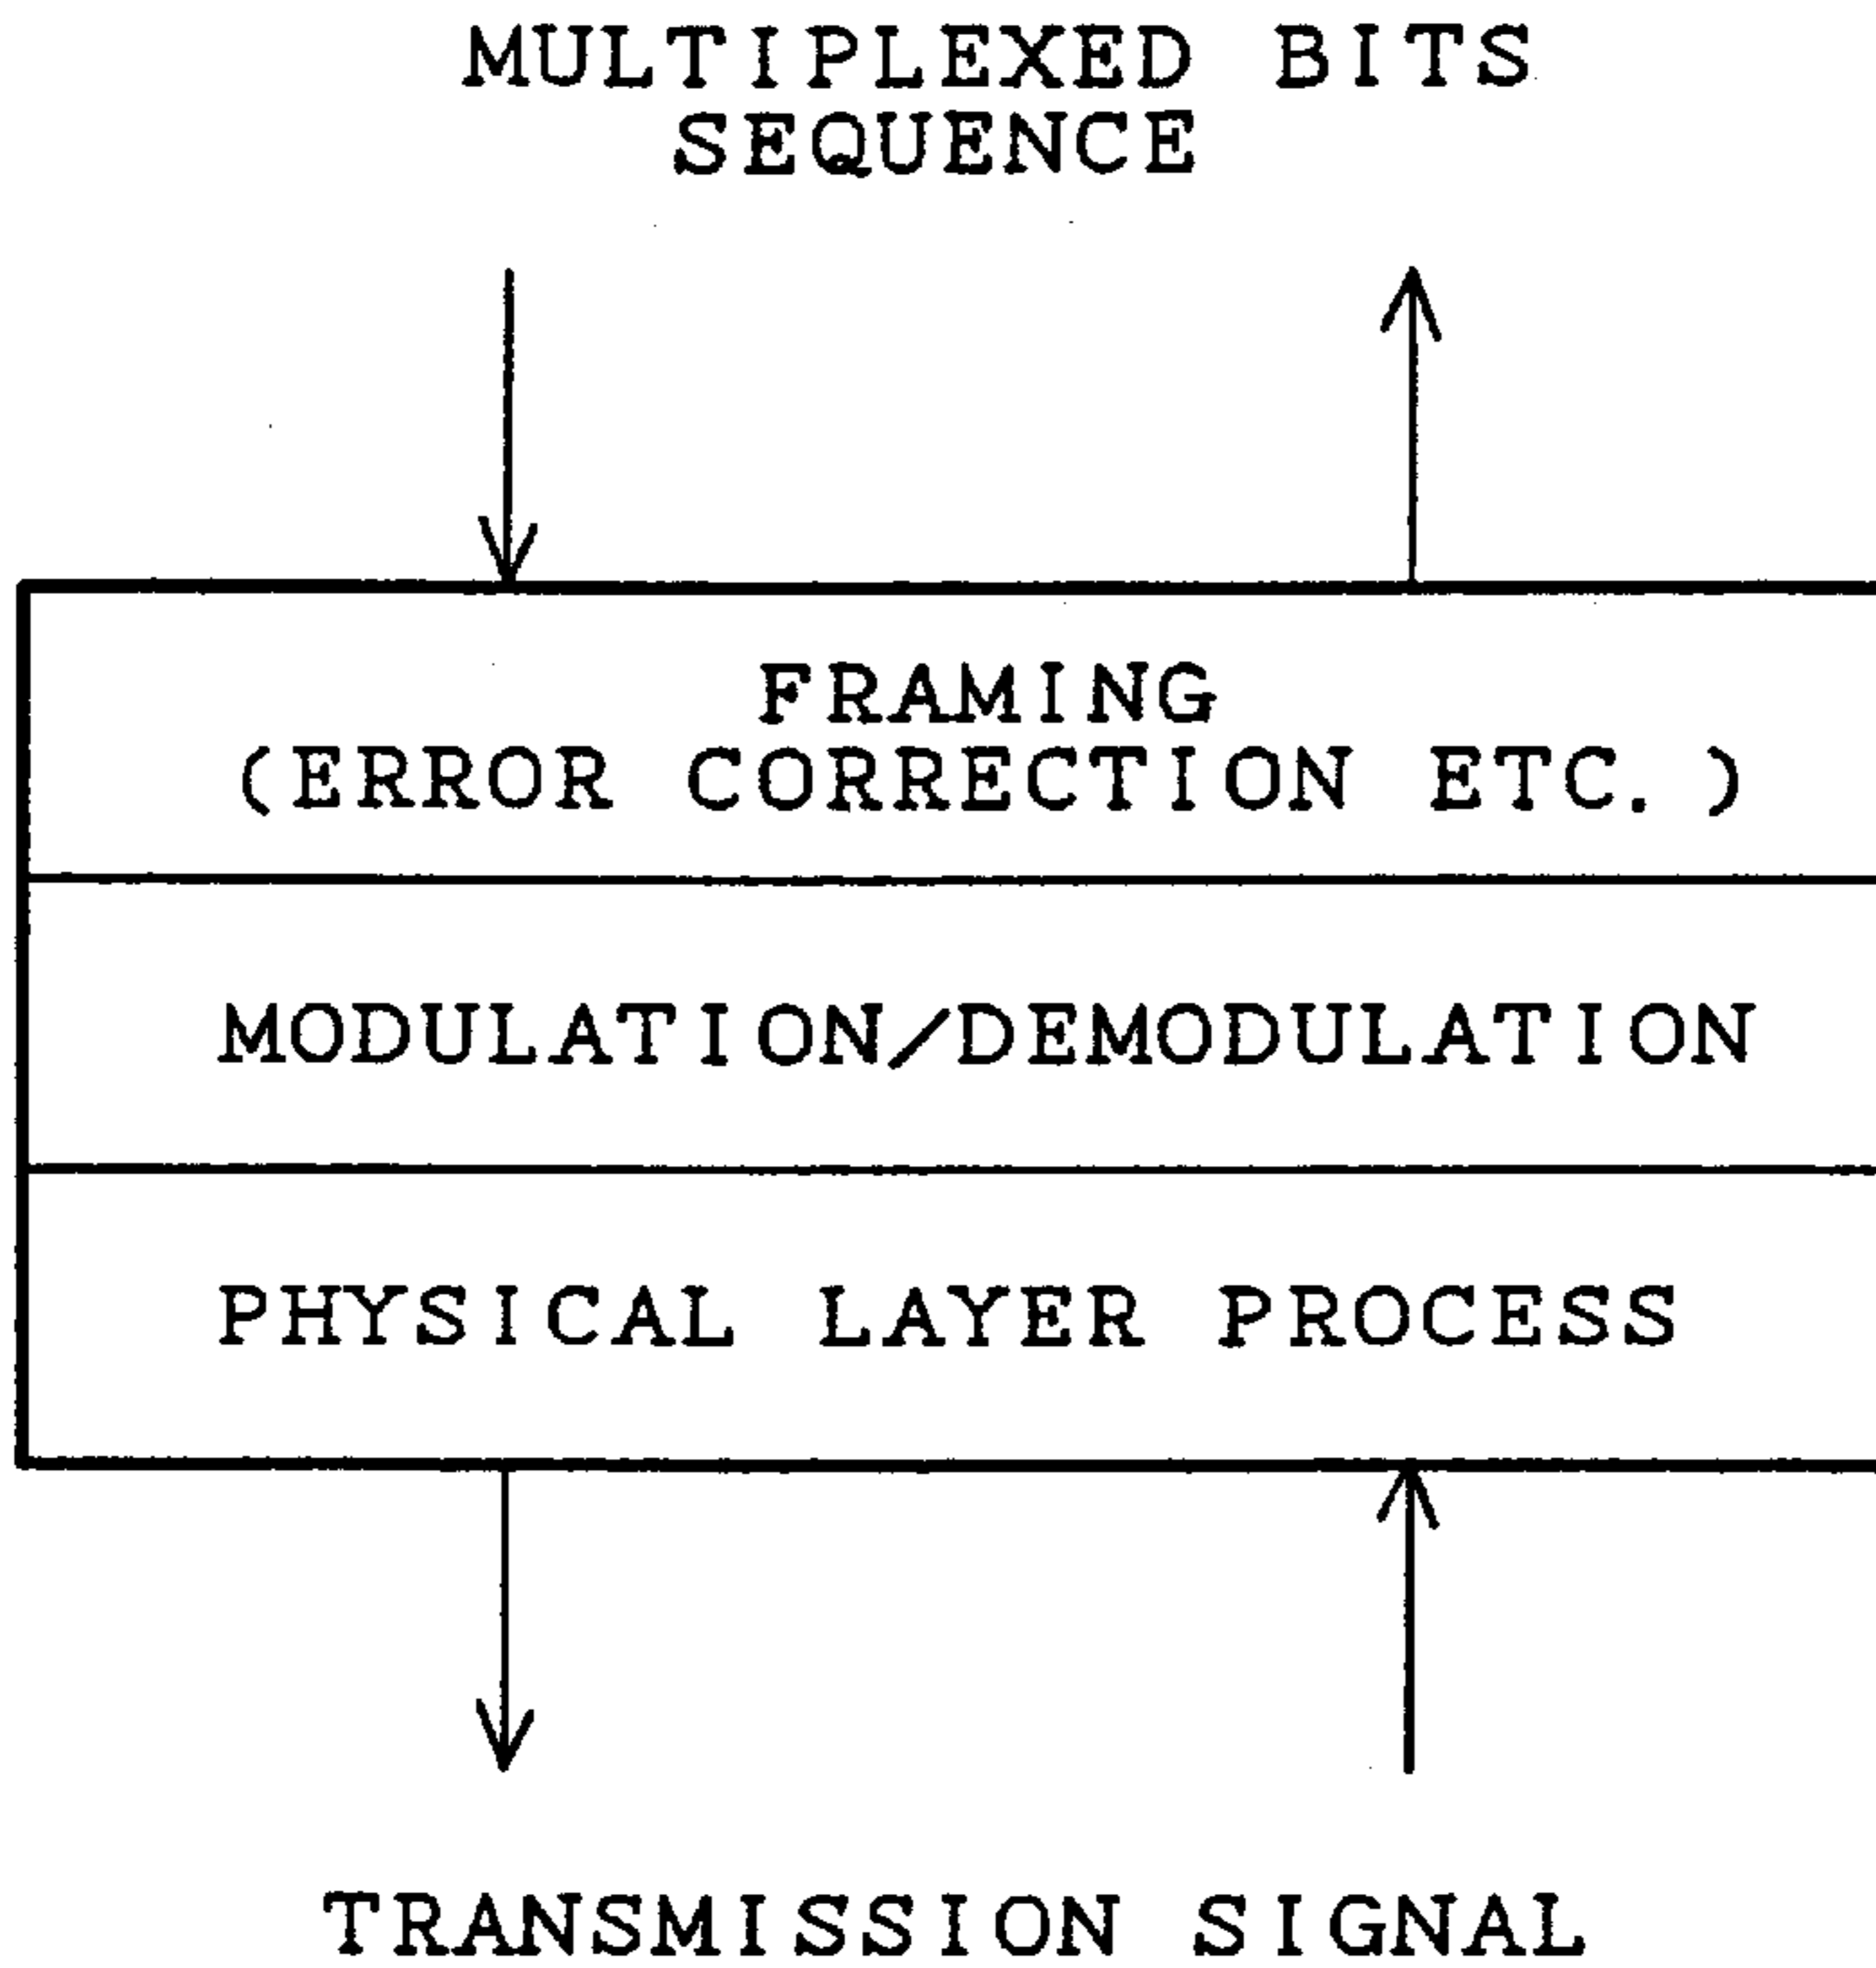 MULTIPLEXED BITS
SEQUENCE
FRAMING
(ERROR CORRECTION ETC. )
MODULATION/DEMODULATION
PHYSICAL LAYER PROCESS
TRANSMISSION SIGNAL